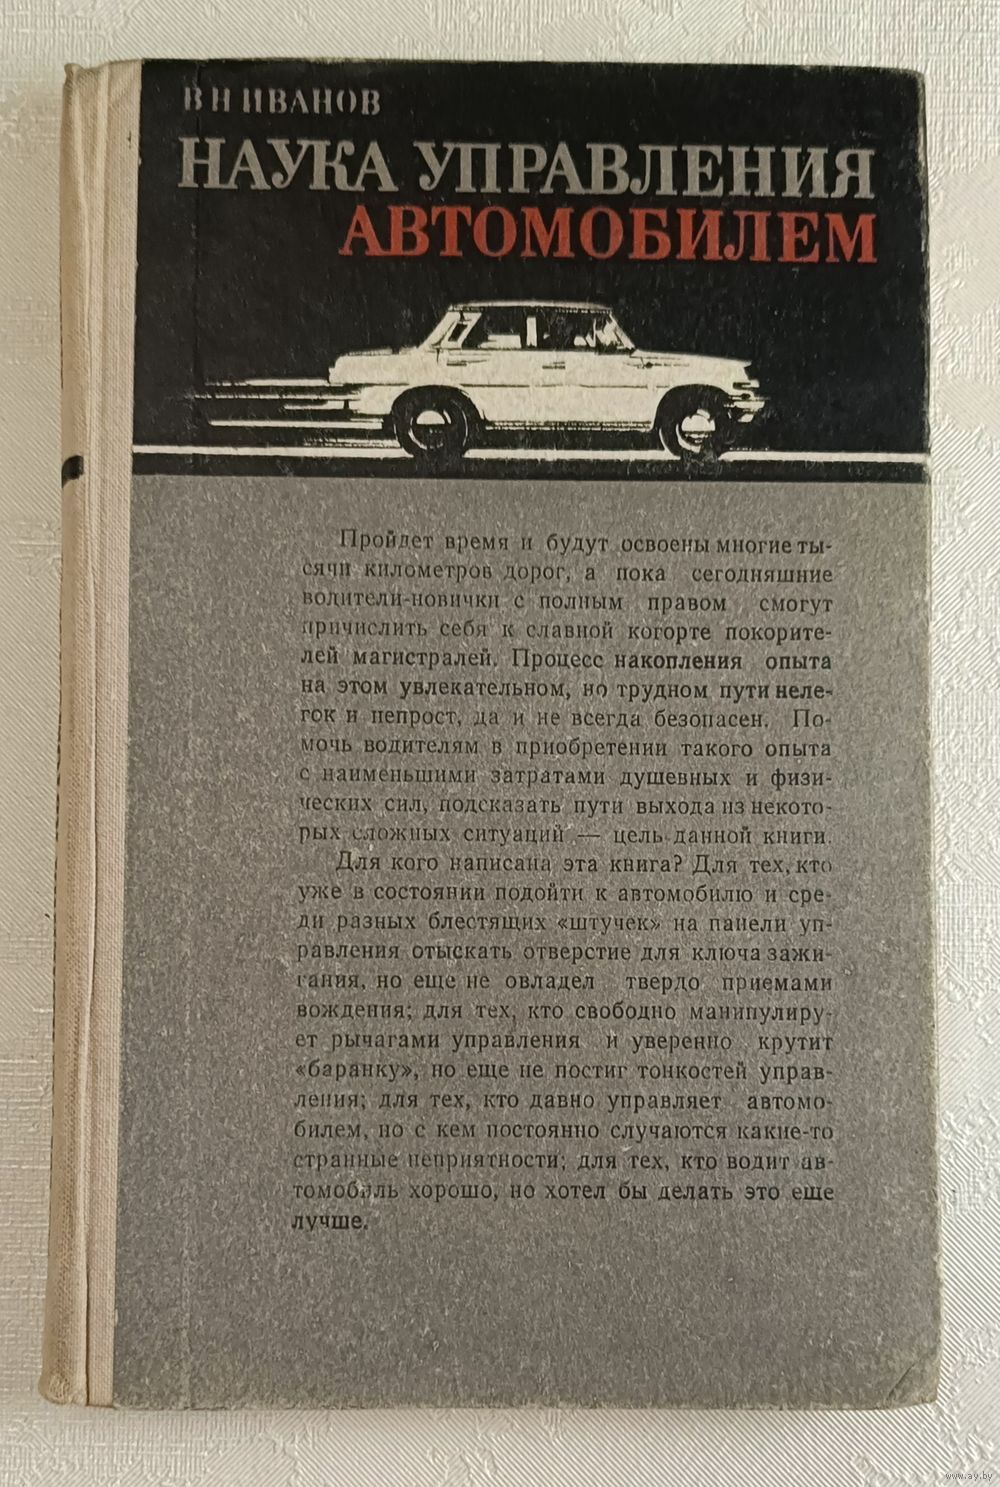 В Н ИВАНОВ
НАУКА УПРАВЛЕНИЯ
АВТОМОБИЛЕМ
Пройдет время и будут освоены многие ты-
сячи километров дорог, а пока сегодняшние
водители-новички с полным правом смогут
причислить себя к славной когорте покорите-
лей магистралей. Процесс накопления опыта
на этом увлекательном, но трудном пути неле-
гок и непрост, да и не всегда безопасен. По-
мочь водителям в приобретении такого опыта
с наименьшими затратами душевных и физи-
ческих сил, подсказать пути выхода из некото-
рых сложных ситуаций — цель данной книги.
Для кого написана эта книга? Для тех, кто
уже в состоянии подойти к автомобилю и сре-
ди разных блестящих «штучек» на панели уп-
равления отыскать отверстие для ключа зажи-
гания, но еще не овладел твердо приемами
вождения; для тех, кто свободно манипулиру-
ет рычагами управления и уверенно крутит
«баранку», но еще не постиг тонкостей управ-
ления; для тех, кто давно управляет автомо-
билем, но с кем постоянно случаются какие-то
странные неприятности; для тех, кто водит ав-
томобиль хорошо, но хотел бы делать это еще
лучше.
www.ay.by